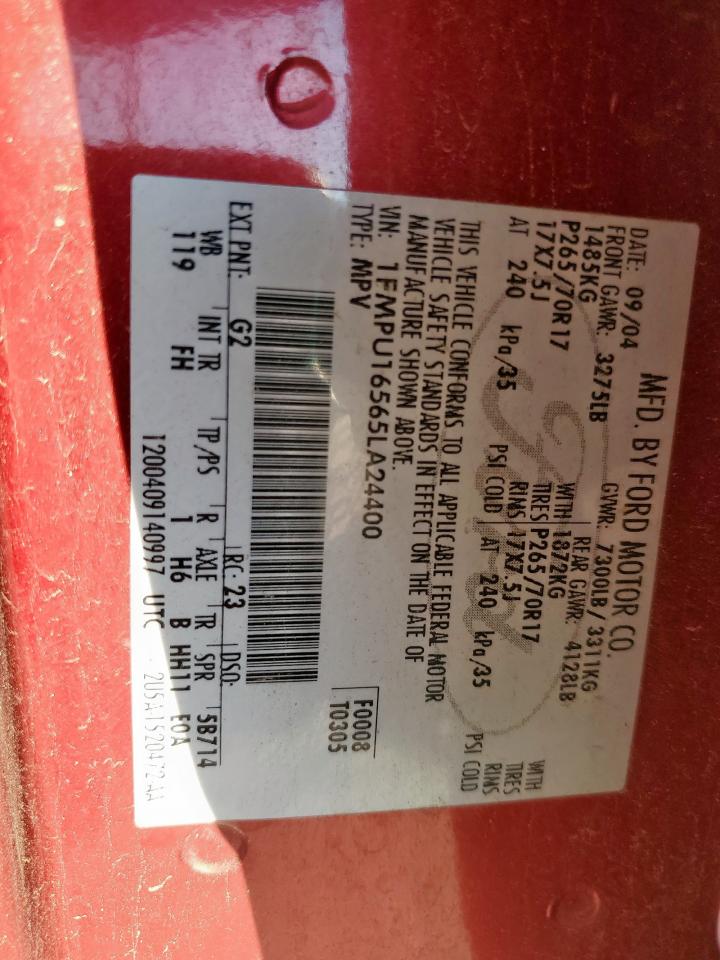 MFD. BY FORD MOTOR CO.
DATE: 09/04 GVWR: 7300LB / 3311KG
FRONT GAWR: 3275LB REAR GAWR: 4128LB
1485KG WITH 1872KG WITH
P265/70R17 TIRES P265/70R17 TIRES
17X7.5J RIMS 17X7.5J RIMS
AT 240 kPa/35 PSI COLD AT 240 kPa/35 PSI COLD
THIS VEHICLE CONFORMS TO ALL APPLICABLE FEDERAL MOTOR
VEHICLE SAFETY STANDARDS IN EFFECT ON THE DATE OF
MANUFACTURE SHOWN ABOVE.
VIN: 1FMPU16565LA24400
TYPE: MPV
F0008
T0305
EXT PNT: G2 RC: 23 DSO:
WB INT TR TP/PS R AXLE TR SPR 5B714
119 FH 1 H6 B HH11 E0A
1200409140997 UTC 2U5A1520472AA